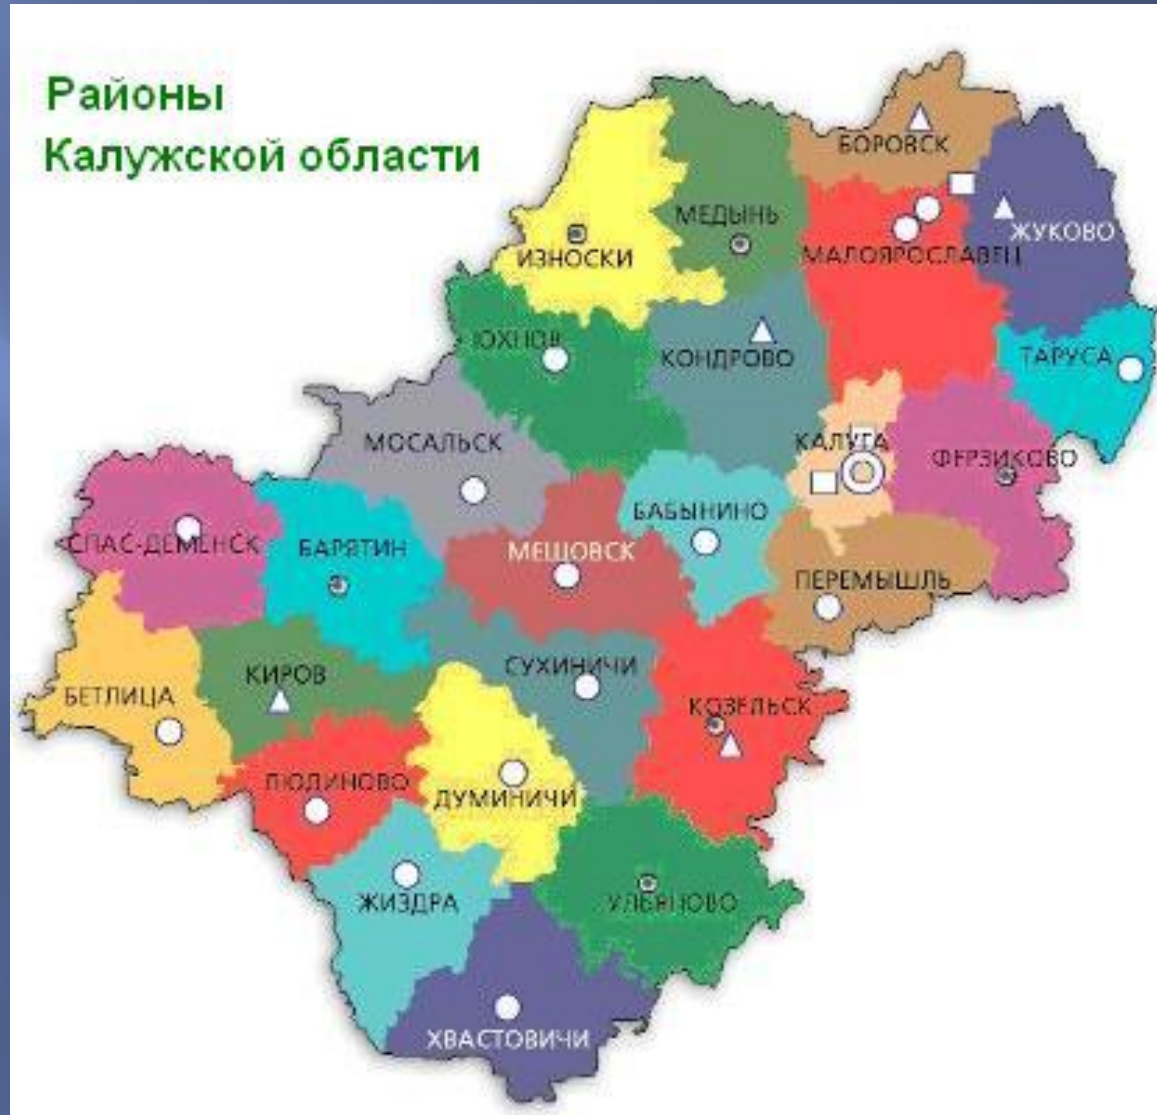 Районы
Калужской области
БОРОВСК
МЕДЫНЬ
ЖУКОВО
ИЗНОСКИ
МАЛОЯРОСЛАВЕЦ
ЮХНОВ
КОНДРОВО
ТАРУСА
МОСАЛЬСК
КАЛУГА
ФЕРЗИКОВО
БАБЫНИНО
СПАС-ДЕМЕНСК
БАРЯТИН
МЕЩОВСК
ПЕРЕМЫШЛЬ
КИРОВ
СУХИНИЧИ
БЕТЛИЦА
КОЗЕЛЬСК
ЛЮДИНОВО
ДУМИНИЧИ
ЖИЗДРА
УЛЬЯНОВО
ХВАСТОВИЧИ